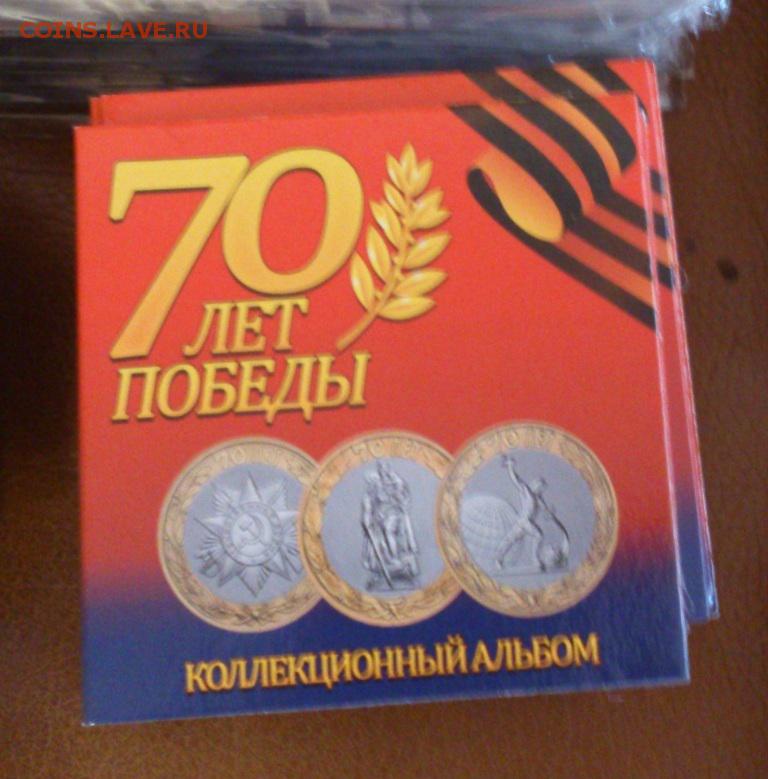 COINS.LAVE.RU
70
ЛЕТ
ПОБЕДЫ
КОЛЛЕКЦИОННЫЙ АЛЬБОМ